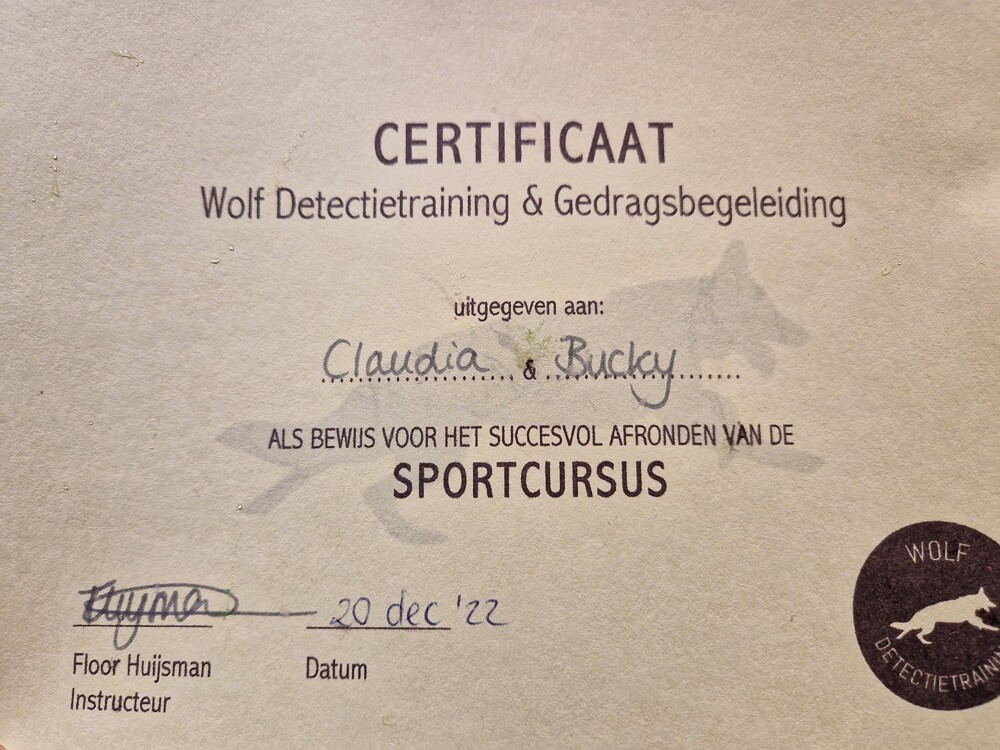 CERTIFICAAT
Wolf Detectietraining & Gedragsbegeleiding
uitgegeven aan:
Claudia & Bucky
ALS BEWIJS VOOR HET SUCCESVOL AFRONDEN VAN DE
SPORTCURSUS
20 dec '22
Floor Huijsman Datum
Instructeur
WOLF
DETECTIETRAININ